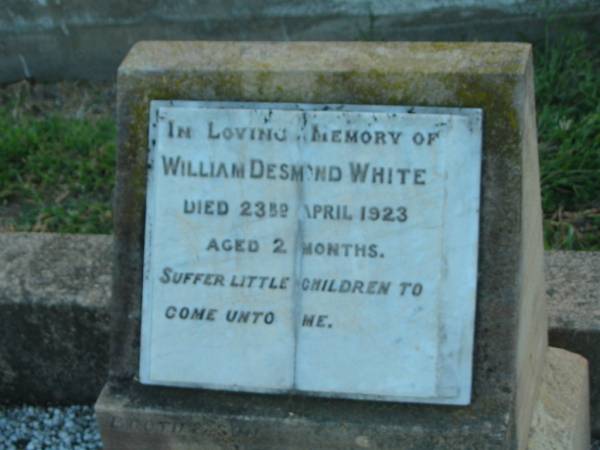 In Loving Memory of
William Desmond White
died 23rd April 1923
aged 2 months.
Suffer little children to
come unto me.